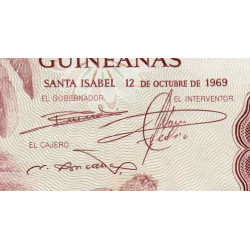 GUINEANAS
SANTA ISABEL 12 DE OCTUBRE DE 1969
EL GOBERNADOR. EL INTERVENTOR.
EL CAJERO,